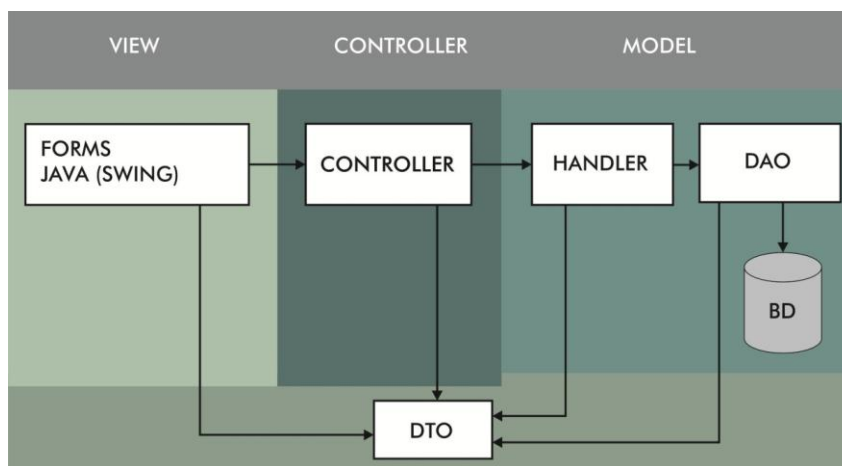 VIEW
CONTROLLER
MODEL
FORMS
JAVA (SWING)
CONTROLLER
HANDLER
DAO
BD
DTO